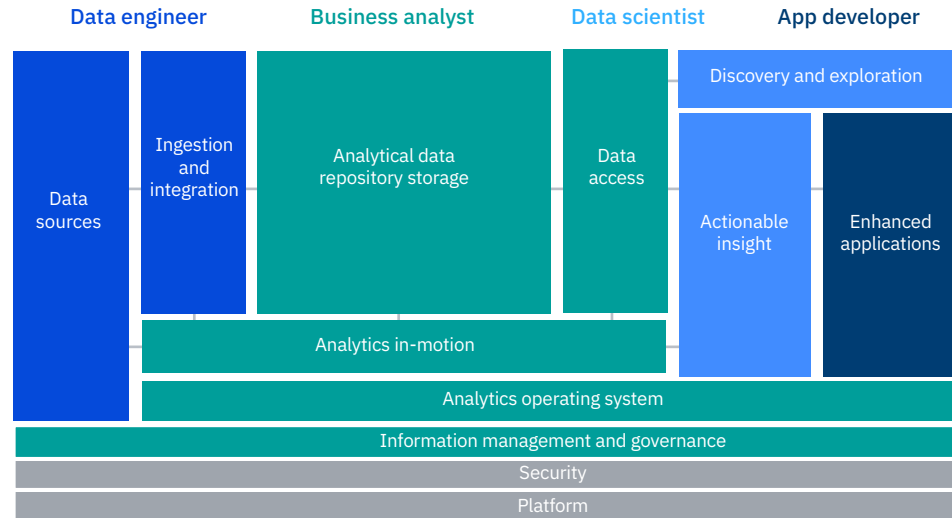 Data engineer
Business analyst
Data scientist
App developer
Data
sources
Ingestion
and
integration
Analytical data
repository storage
Data
access
Discovery and exploration
Actionable
insight
Enhanced
applications
Analytics in-motion
Analytics operating system
Information management and governance
Security
Platform